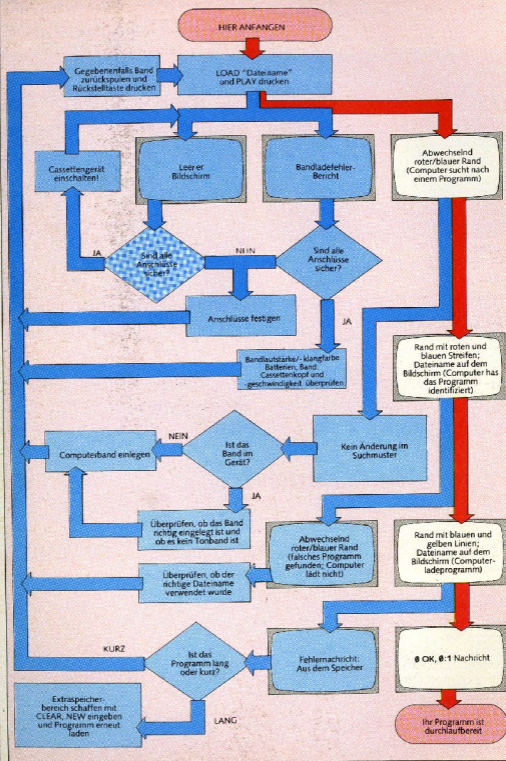 HIER ANFANGEN
Gegebenenfalls Band
zurückspulen und
Rückstelltaste drücken
LOAD "Dateiname"
und PLAY drücken
Cassettengerät
einschalten!
Leerer
Bildschirm
Bandladefehler-
Bericht
Abwechselnd
roter/blauer Rand
(Computer sucht nach
einem Programm)
JA
Sind alle
Anschlüsse
sicher?
NEIN
Sind alle
Anschlüsse
sicher?
Anschlüsse festigen
JA
Bandlautstärke/- klangfarbe
Batterien, Band,
Cassettenkopf und
-geschwindigkeit überprüfen
Rand mit roten und
blauen Streifen;
Dateiname auf dem
Bildschirm (Computer has
das Programm
identifiziert)
Computerband einlegen
NEIN
Ist das
Band im
Gerät?
Kein Änderung im
Suchmuster
JA
Überprüfen, ob das Band
richtig eingelegt ist und
ob es kein Tonband ist
Abwechselnd
roter/blauer Rand
(falsches Programm
gefunden; Computer
lädt nicht)
Rand mit blauen und
gelben Linien;
Dateiname auf dem
Bildschirm (Computer-
ladeprogramm)
Überprüfen, ob der
richtige Dateiname
verwendet wurde
KURZ
Ist das
Programm lang
oder kurz?
Fehlernachricht:
Aus dem Speicher
0 OK, 0:1 Nachricht
Extraspeicher-
bereich schaffen mit
CLEAR, NEW eingeben
und Programm erneut
laden
LANG
Ihr Programm ist
durchlaufbereit